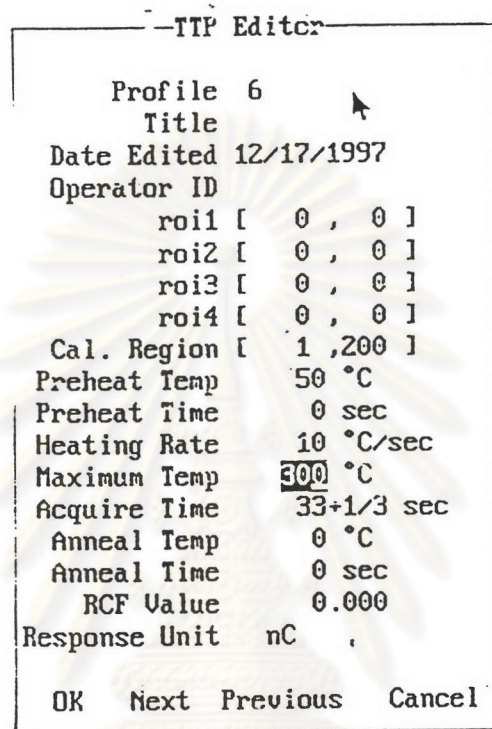 TTP Editor
Profile 6
Title
Date Edited 12/17/1997
Operator ID
roi1 [ 0 , 0 ]
roi2 [ 0 , 0 ]
roi3 [ 0 , 0 ]
roi4 [ 0 , 0 ]
Cal. Region [ 1 ,200 ]
Preheat Temp 50 °C
Preheat Time 0 sec
Heating Rate 10 °C/sec
Maximum Temp 300 °C
Acquire Time 33+1/3 sec
Anneal Temp 0 °C
Anneal Time 0 sec
RCF Value 0.000
Response Unit nC
OK Next Previous Cancel